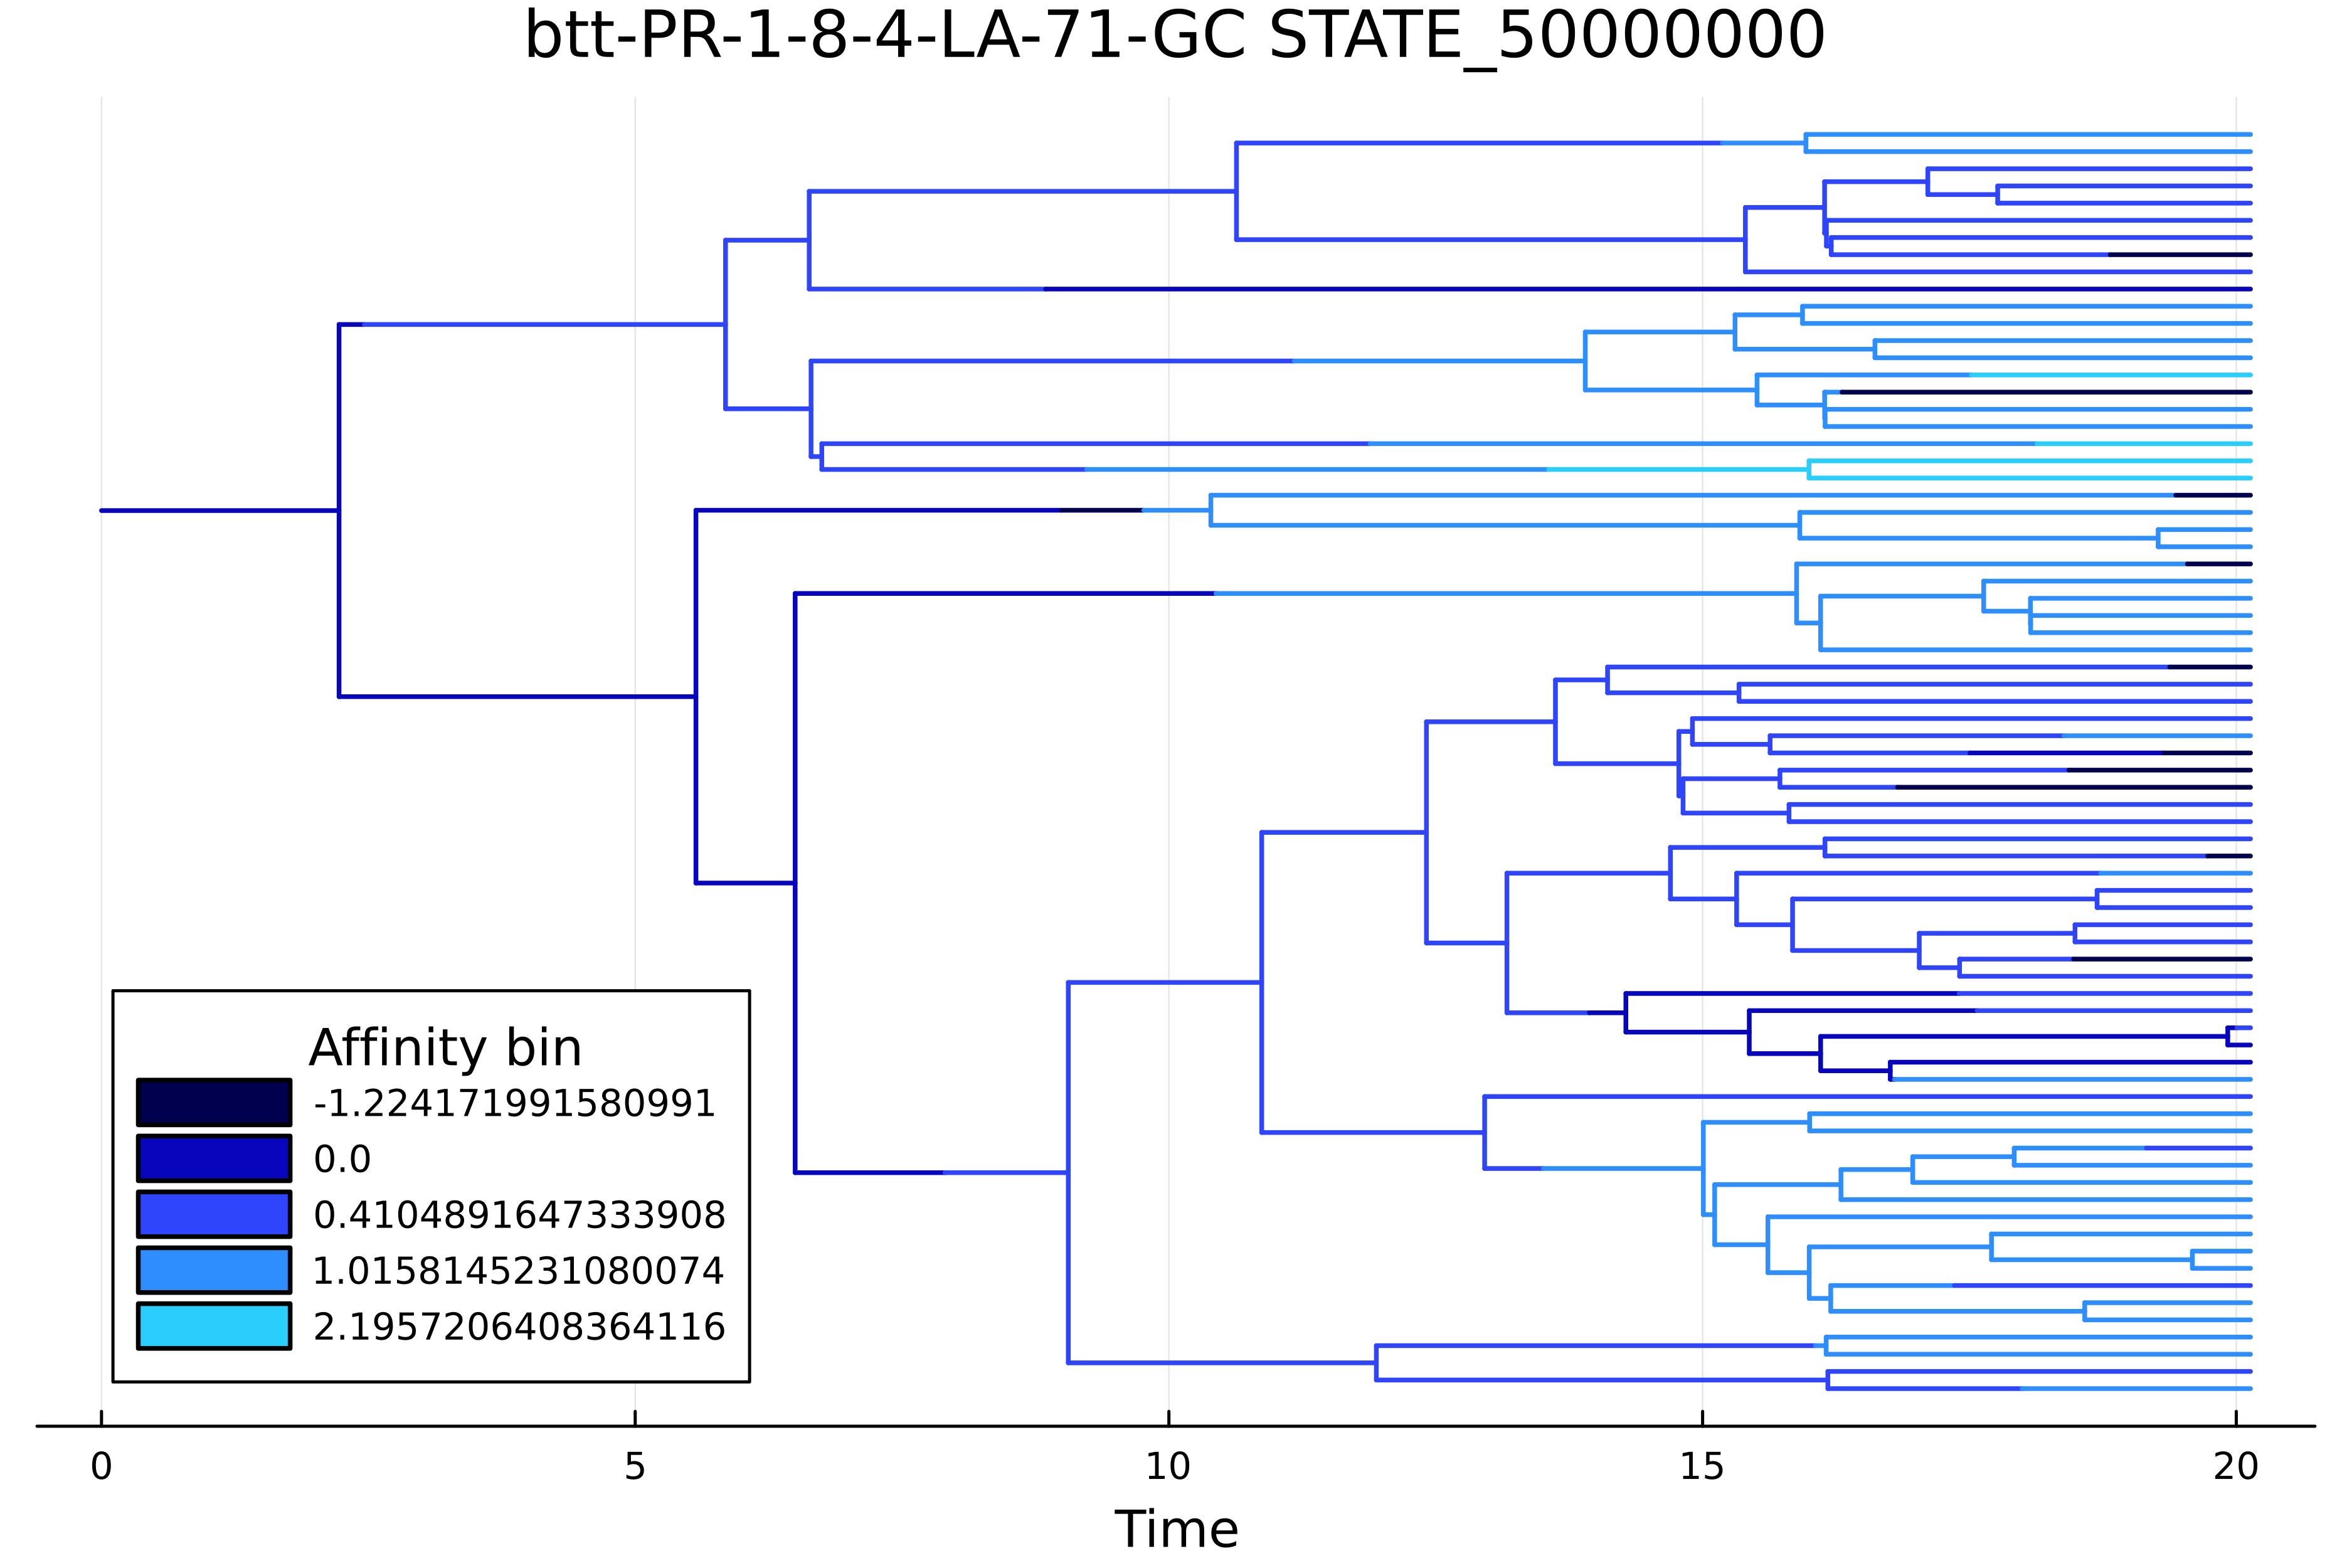 btt-PR-1-8-4-LA-71-GC STATE_50000000
Affinity bin
-1.224171991580991
0.0
0.4104891647333908
1.0158145231080074
2.1957206408364116
0 5 10 15 20
Time